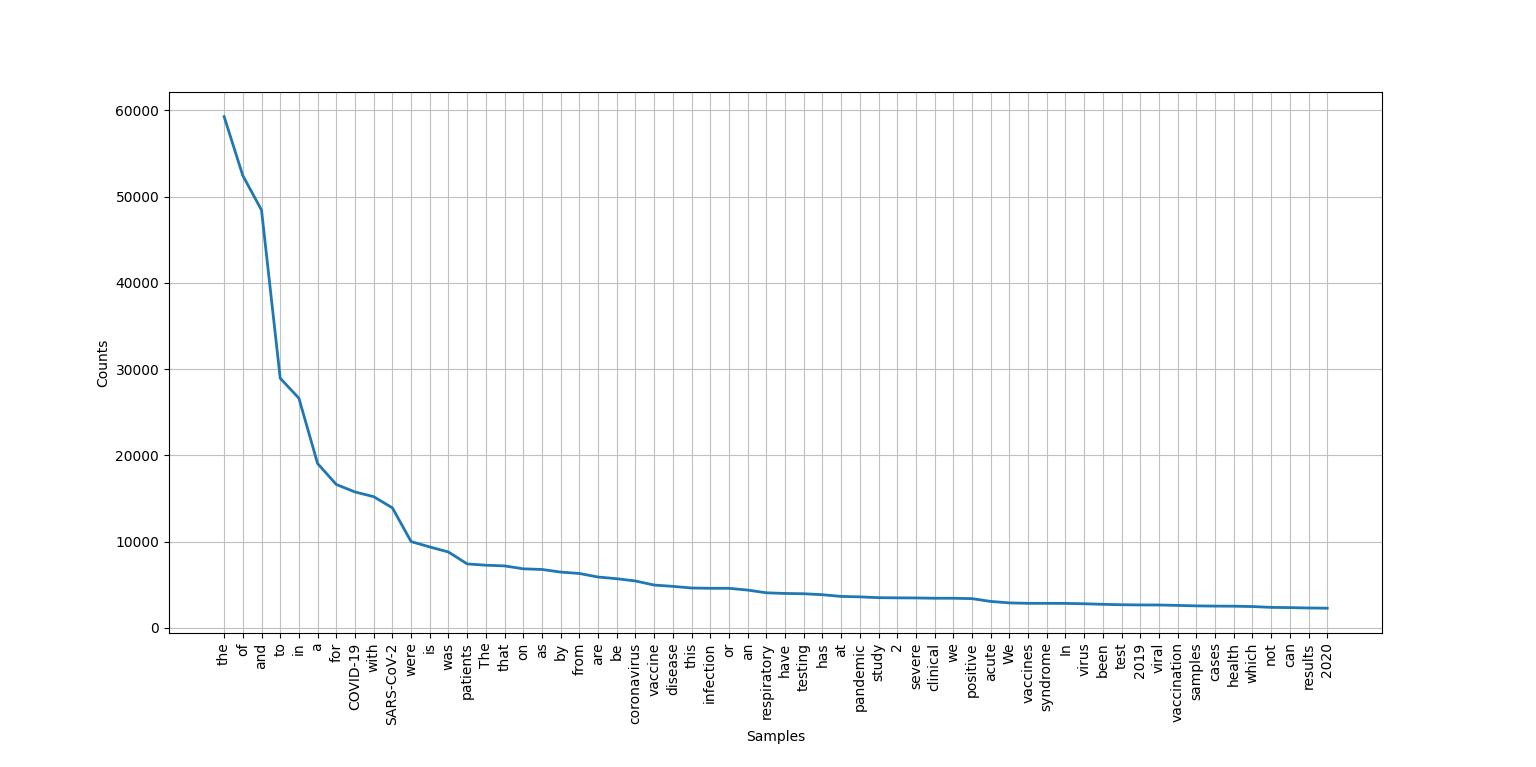 60000
50000
40000
30000
20000
10000
0
Counts
the
of
and
to
in
a
for
COVID-19
with
SARS-CoV-2
were
is
was
patients
The
that
on
as
by
from
are
be
coronavirus
vaccine
disease
this
infection
or
an
respiratory
have
testing
has
at
pandemic
study
2
severe
clinical
we
positive
acute
We
vaccines
syndrome
In
virus
been
test
2019
viral
vaccination
samples
cases
health
which
not
can
results
2020
Samples